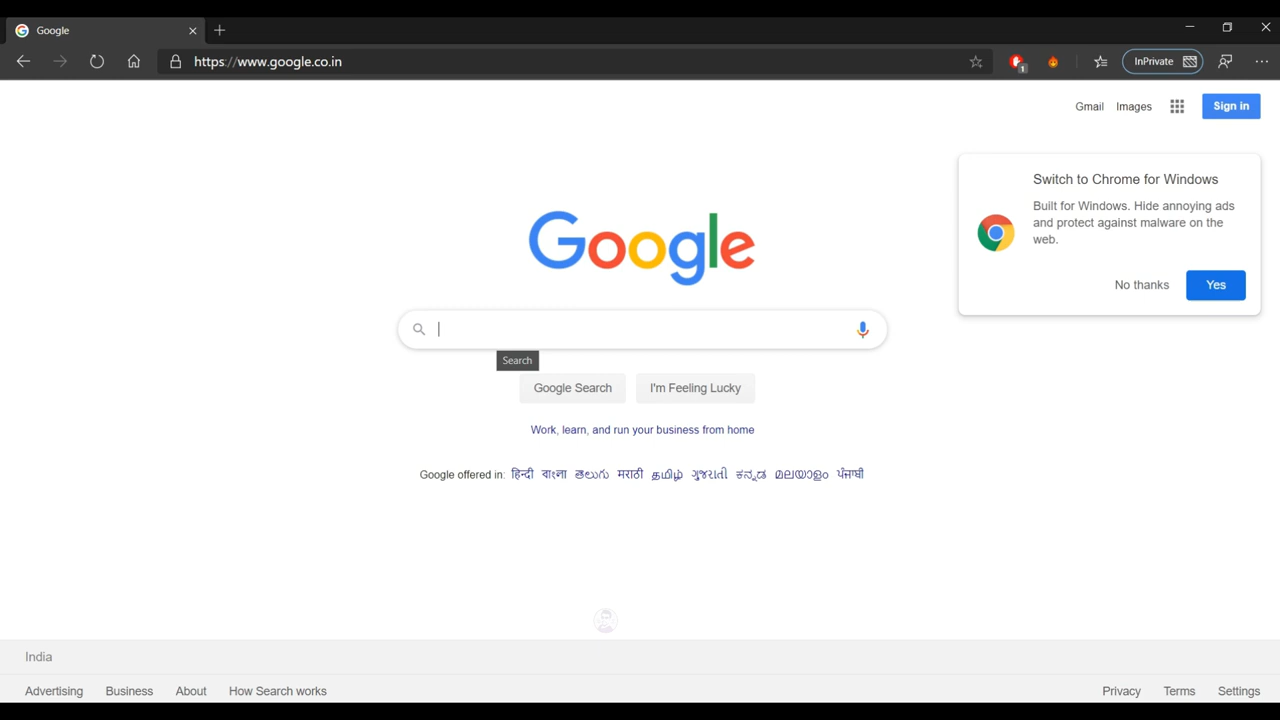 Google
https://www.google.co.in
1
InPrivate
Gmail Images
Sign in
Switch to Chrome for Windows
Built for Windows. Hide annoying ads
and protect against malware on the
web.
No thanks Yes
Google
Search
Google Search I'm Feeling Lucky
Work, learn, and run your business from home
Google offered in: हिन्दी বাংলা తెలుగు मराठी தமிழ் ગુજરાતી ಕನ್ನಡ മലയാളം ਪੰਜਾਬੀ
India
Advertising Business About How Search works
Privacy Terms Settings